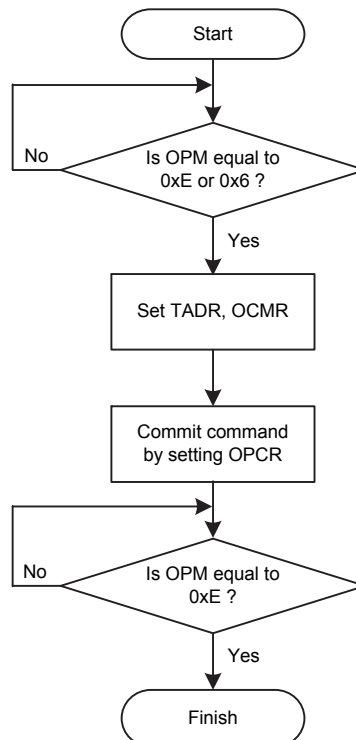 Start
No
Is OPM equal to
0xE or 0x6 ?
Yes
Set TADR, OCMR
Commit command
by setting OPCR
No
Is OPM equal to
0xE ?
Yes
Finish